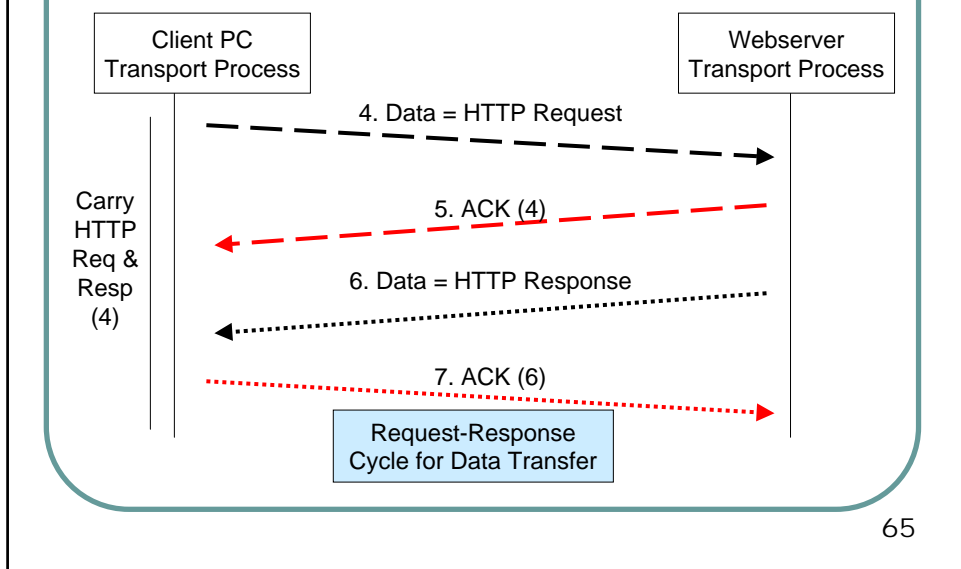 Client PC
Transport Process
Webserver
Transport Process
4. Data = HTTP Request
Carry
HTTP
Req &
Resp
(4)
5. ACK (4)
6. Data = HTTP Response
7. ACK (6)
Request-Response
Cycle for Data Transfer
65